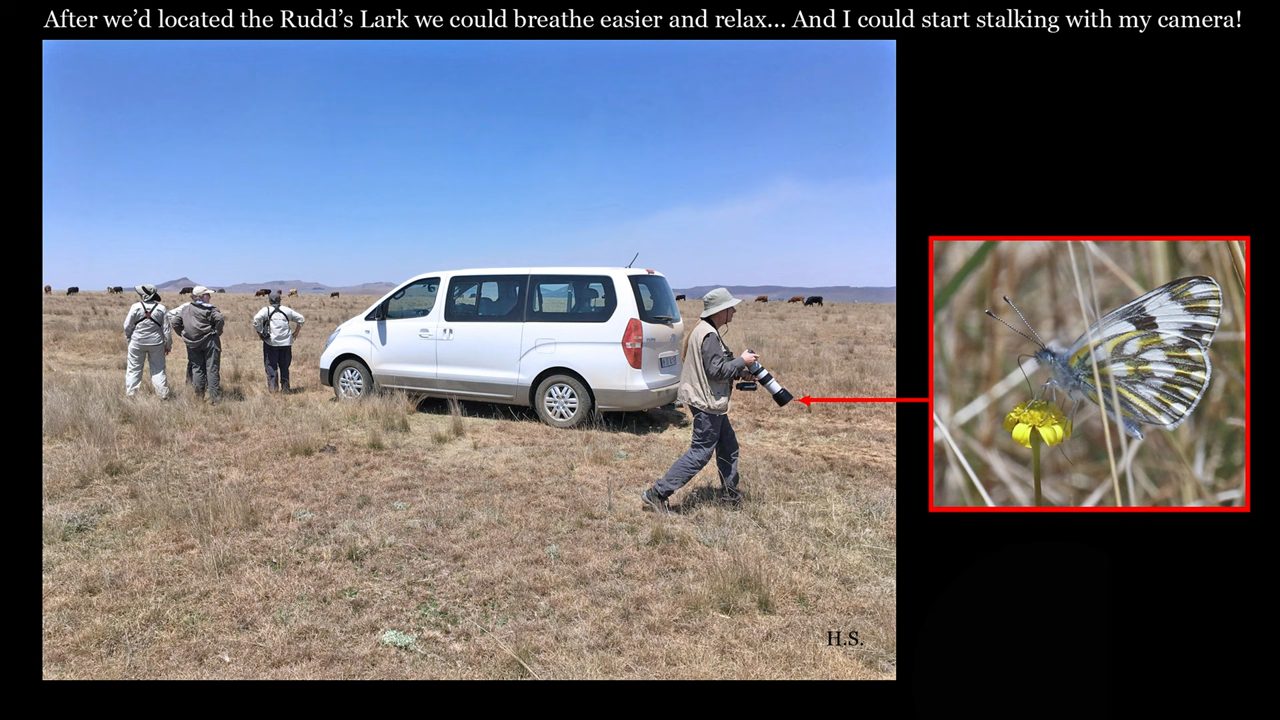 After we’d located the Rudd’s Lark we could breathe easier and relax... And I could start stalking with my camera!
H.S.